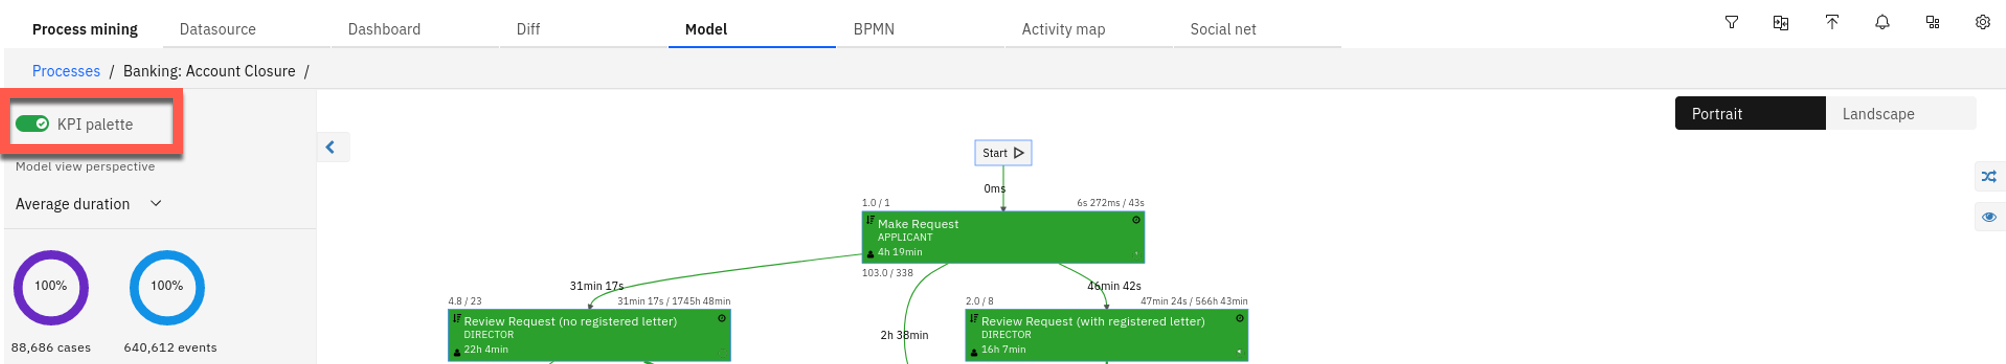 Process mining
Datasource
Dashboard
Diff
Model
BPMN
Activity map
Social net
Processes / Banking: Account Closure /
KPI palette
Portrait
Landscape
Model view perspective
Start
0ms
Average duration
1.0 / 1
6s 272ms / 43s
Make Request
APPLICANT
4h 19min
103.0 / 338
31min 17s
46min 42s
100%
100%
4.8 / 23
31min 17s / 1745h 48min
2.0 / 8
47min 24s / 566h 43min
Review Request (no registered letter)
DIRECTOR
22h 4min
2h 38min
Review Request (with registered letter)
DIRECTOR
16h 7min
88,686 cases
640,612 events